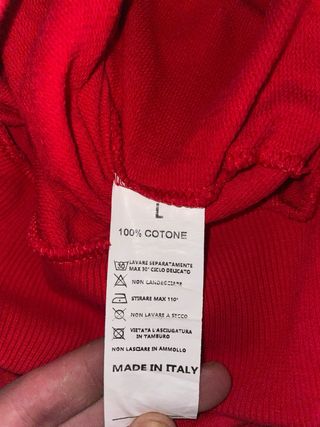 L
100% COTONE
LAVARE SEPARATAMENTE
MAX 30° CICLO DELICATO
NON CANDEGGIARE
STIRARE MAX 110°
NON LAVARE A SECCO
VIETATA L'ASCIUGATURA
IN TAMBURO
NON LASCIARE IN AMMOLLO
MADE IN ITALY